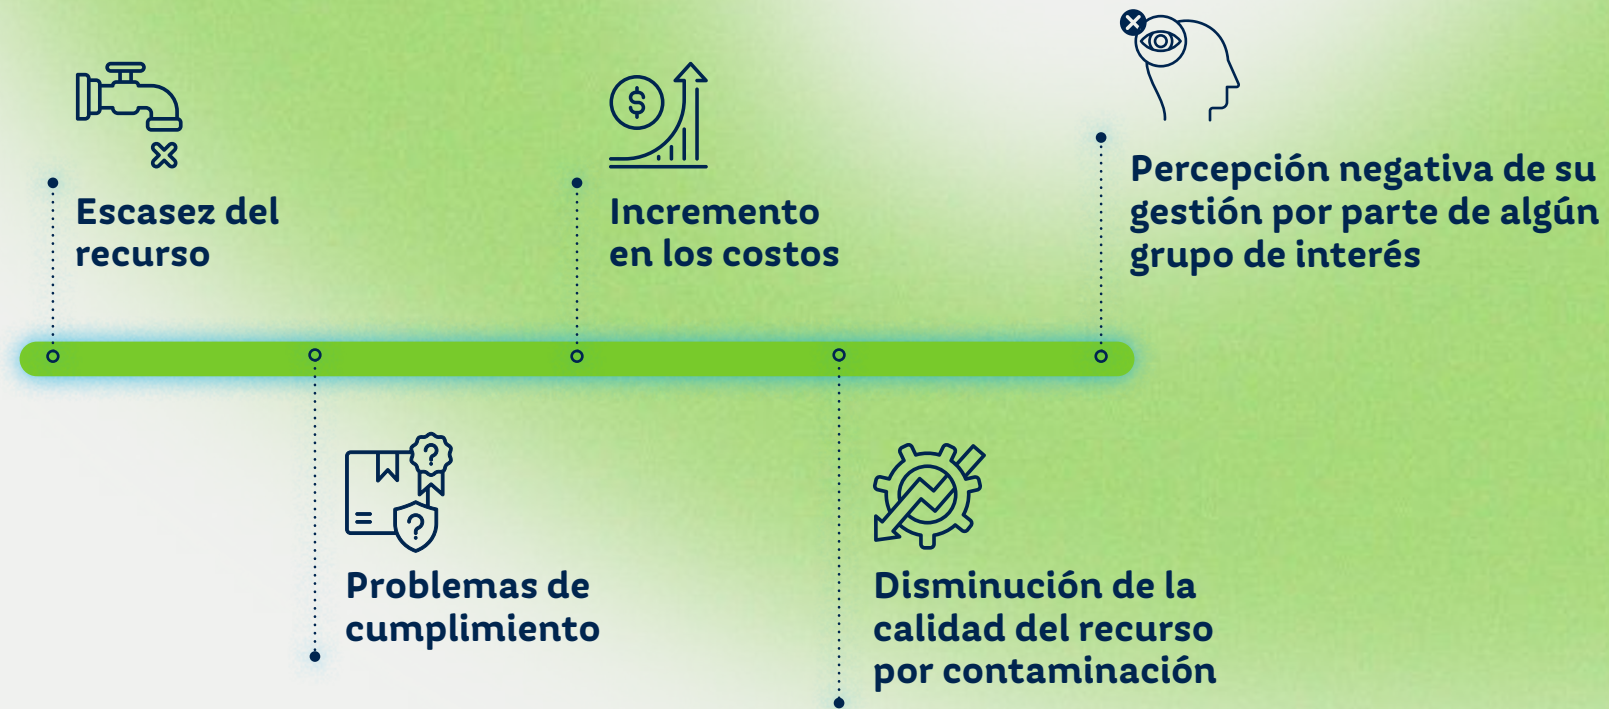 Escasez del
recurso
Problemas de
cumplimiento
Incremento
en los costos
Disminución de la
calidad del recurso
por contaminación
Percepción negativa de su
gestión por parte de algún
grupo de interés